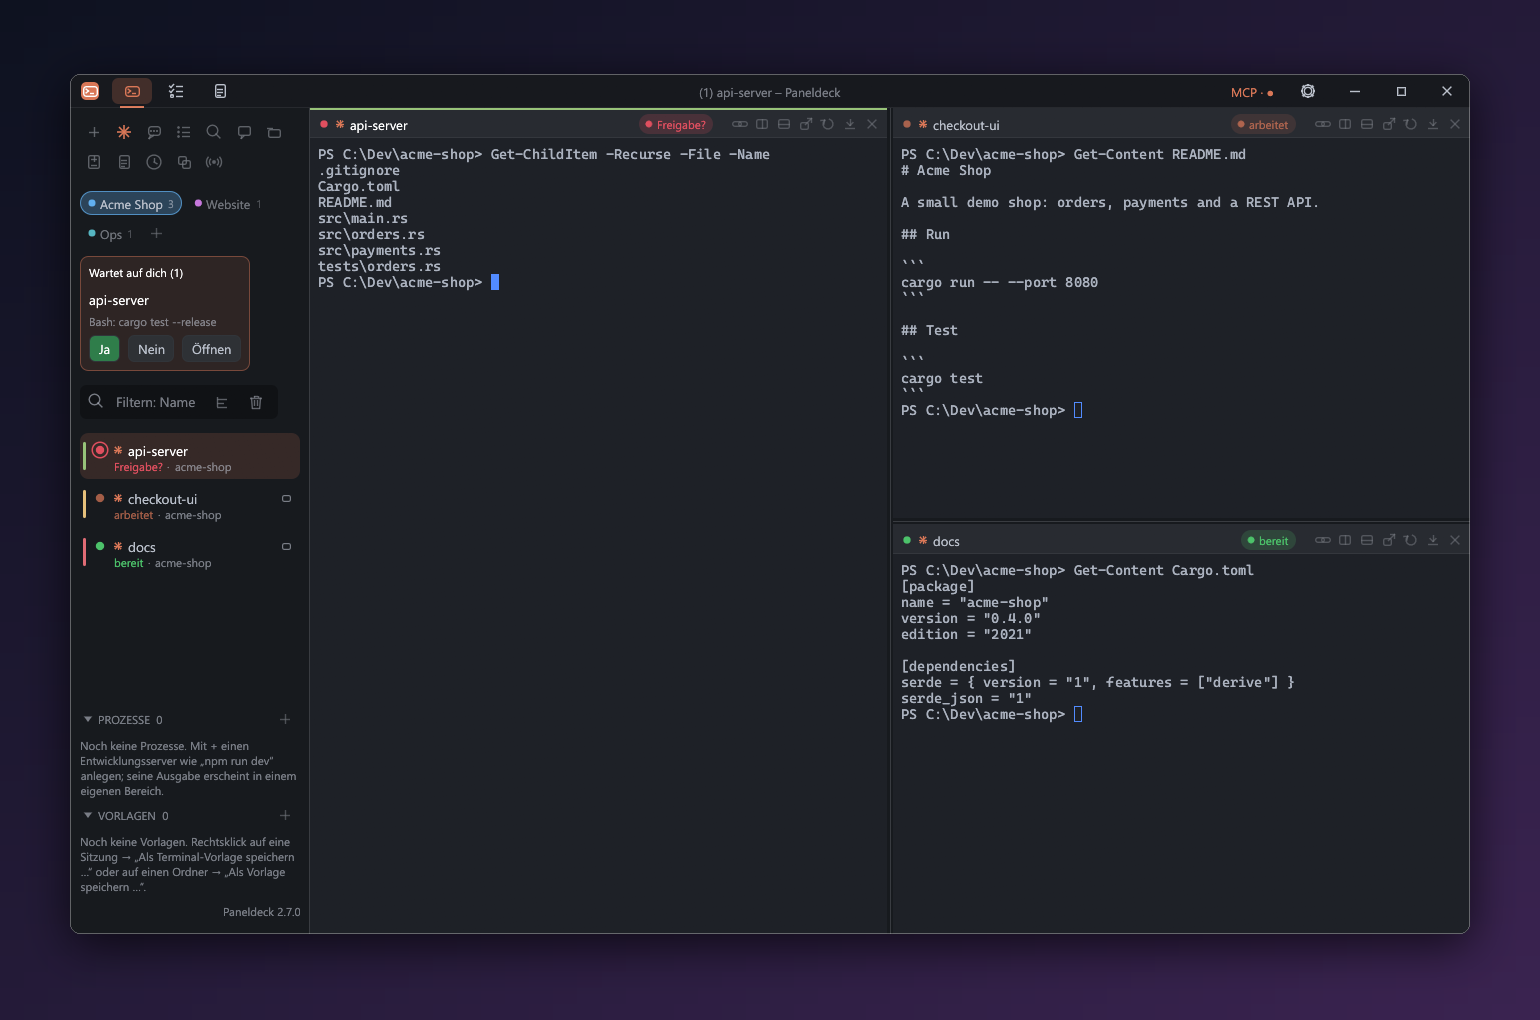 (1) api-server – Paneldeck
MCP ·
Acme Shop 3
Website 1
Ops 1
Wartet auf dich (1)
api-server
Bash: cargo test --release
Ja
Nein
Öffnen
Filtern: Name
api-server
Freigabe? · acme-shop
checkout-ui
arbeitet · acme-shop
docs
bereit · acme-shop
PROZESSE 0
Noch keine Prozesse. Mit + einen
Entwicklungsserver wie „npm run dev“
anlegen; seine Ausgabe erscheint in einem
eigenen Bereich.
VORLAGEN 0
Noch keine Vorlagen. Rechtsklick auf eine
Sitzung → „Als Terminal-Vorlage speichern
…“ oder auf einen Ordner → „Als Vorlage
speichern …“.
Paneldeck 2.7.0
api-server
Freigabe?
PS C:\Dev\acme-shop> Get-ChildItem -Recurse -File -Name
.gitignore
Cargo.toml
README.md
src\main.rs
src\orders.rs
src\payments.rs
tests\orders.rs
PS C:\Dev\acme-shop>
checkout-ui
arbeitet
PS C:\Dev\acme-shop> Get-Content README.md
# Acme Shop
A small demo shop: orders, payments and a REST API.
## Run
```
cargo run -- --port 8080
```
## Test
```
cargo test
```
PS C:\Dev\acme-shop>
docs
bereit
PS C:\Dev\acme-shop> Get-Content Cargo.toml
[package]
name = "acme-shop"
version = "0.4.0"
edition = "2021"
[dependencies]
serde = { version = "1", features = ["derive"] }
serde_json = "1"
PS C:\Dev\acme-shop>